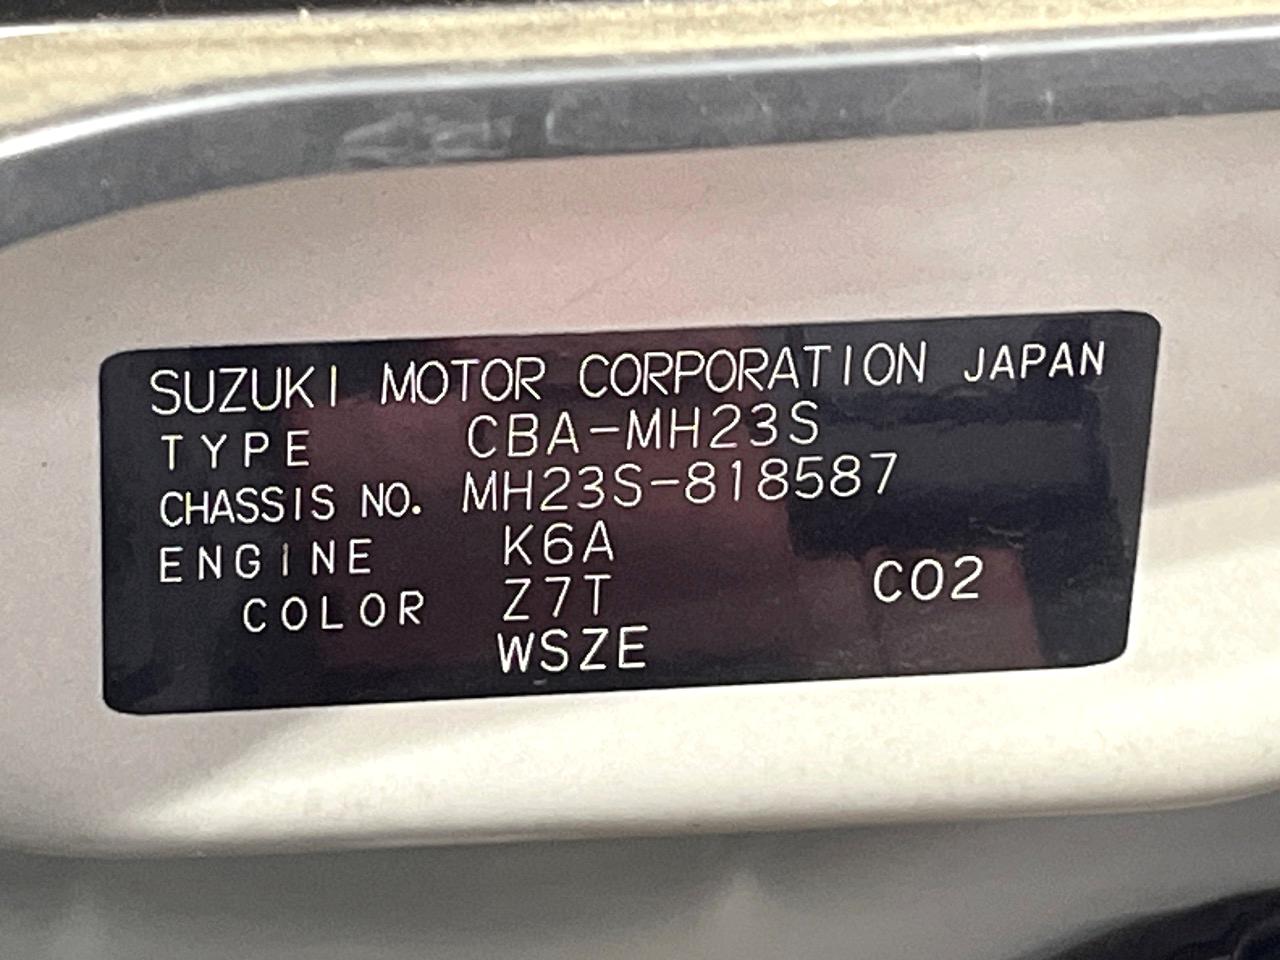 SUZUKI MOTOR CORPORATION JAPAN
TYPE CBA-MH23S
CHASSIS NO. MH23S-818587
ENGINE K6A
COLOR Z7T CO2
WSZE